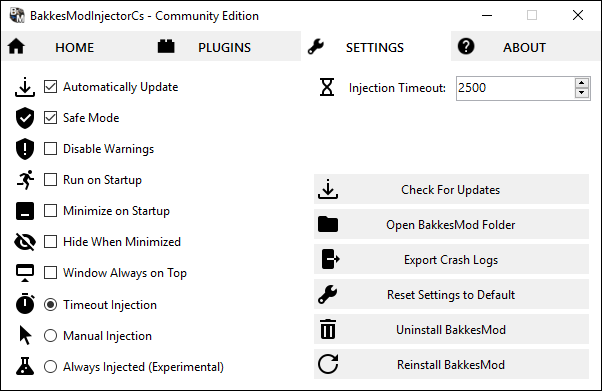 BakkesModInjectorCs - Community Edition
HOME PLUGINS SETTINGS ABOUT
Automatically Update
Safe Mode
Disable Warnings
Run on Startup
Minimize on Startup
Hide When Minimized
Window Always on Top
Timeout Injection
Manual Injection
Always Injected (Experimental)
Injection Timeout: 2500
Check For Updates
Open BakkesMod Folder
Export Crash Logs
Reset Settings to Default
Uninstall BakkesMod
Reinstall BakkesMod